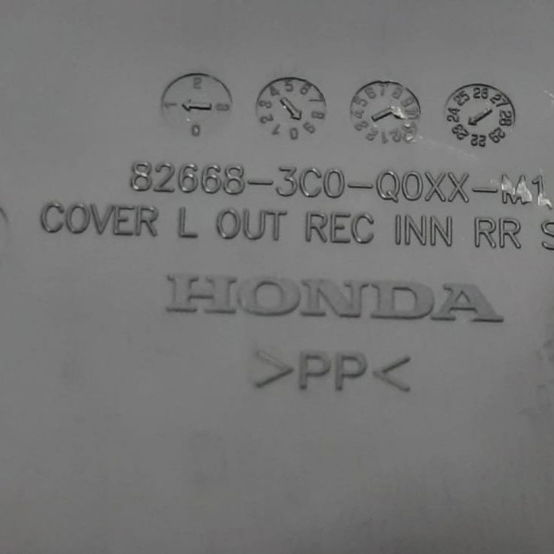 82668-3C0-Q0XX-M1
COVER L OUT REC INN RR S
HONDA
>PP<